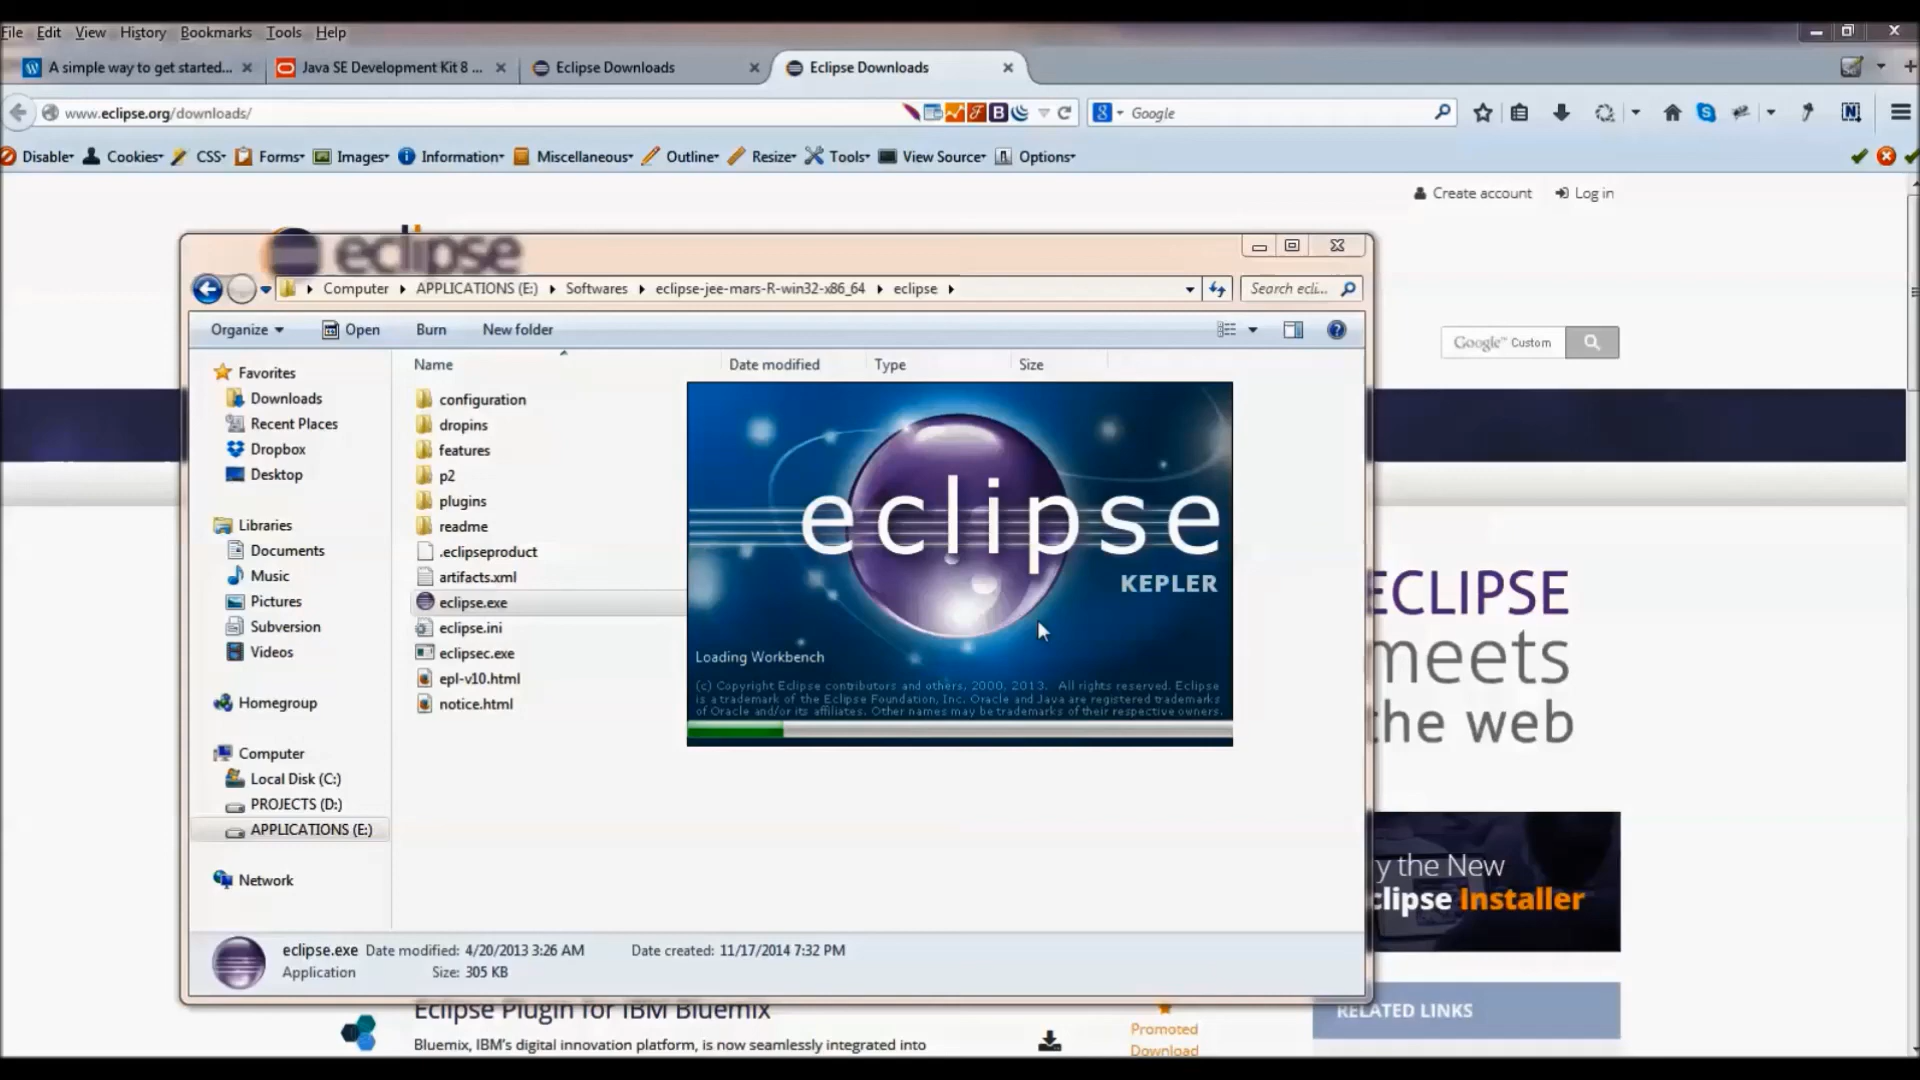 File Edit View History Bookmarks Tools Help
A simple way to get started...
Java SE Development Kit 8 ...
Eclipse Downloads
Eclipse Downloads
www.eclipse.org/downloads/
Google
Disable Cookies CSS Forms Images Information Miscellaneous Outline Resize Tools View Source Options
Create account Log in
eclipse
Computer APPLICATIONS (E:) Softwares eclipse-jee-mars-R-win32-x86_64 eclipse
Search ecli...
Organize Open Burn New folder
Google™ Custom
Name Date modified Type Size
Favorites
Downloads
Recent Places
Dropbox
Desktop
Libraries
Documents
Music
Pictures
Subversion
Videos
Homegroup
Computer
Local Disk (C:)
PROJECTS (D:)
APPLICATIONS (E:)
Network
configuration
dropins
features
p2
plugins
readme
.eclipseproduct
artifacts.xml
eclipse.exe
eclipse.ini
eclipsec.exe
epl-v10.html
notice.html
eclipse
KEPLER
Loading Workbench
(c) Copyright Eclipse contributors and others, 2000, 2013. All rights reserved. Eclipse
is a trademark of the Eclipse Foundation, Inc. Oracle and Java are registered trademarks
of Oracle and/or its affiliates. Other names may be trademarks of their respective owners.
ECLIPSE
meets
the web
y the New
clipse Installer
eclipse.exe Date modified: 4/20/2013 3:26 AM Date created: 11/17/2014 7:32 PM
Application Size: 305 KB
Eclipse Plugin for IBM Bluemix
Bluemix, IBM's digital innovation platform, is now seamlessly integrated into
Promoted
Download
RELATED LINKS